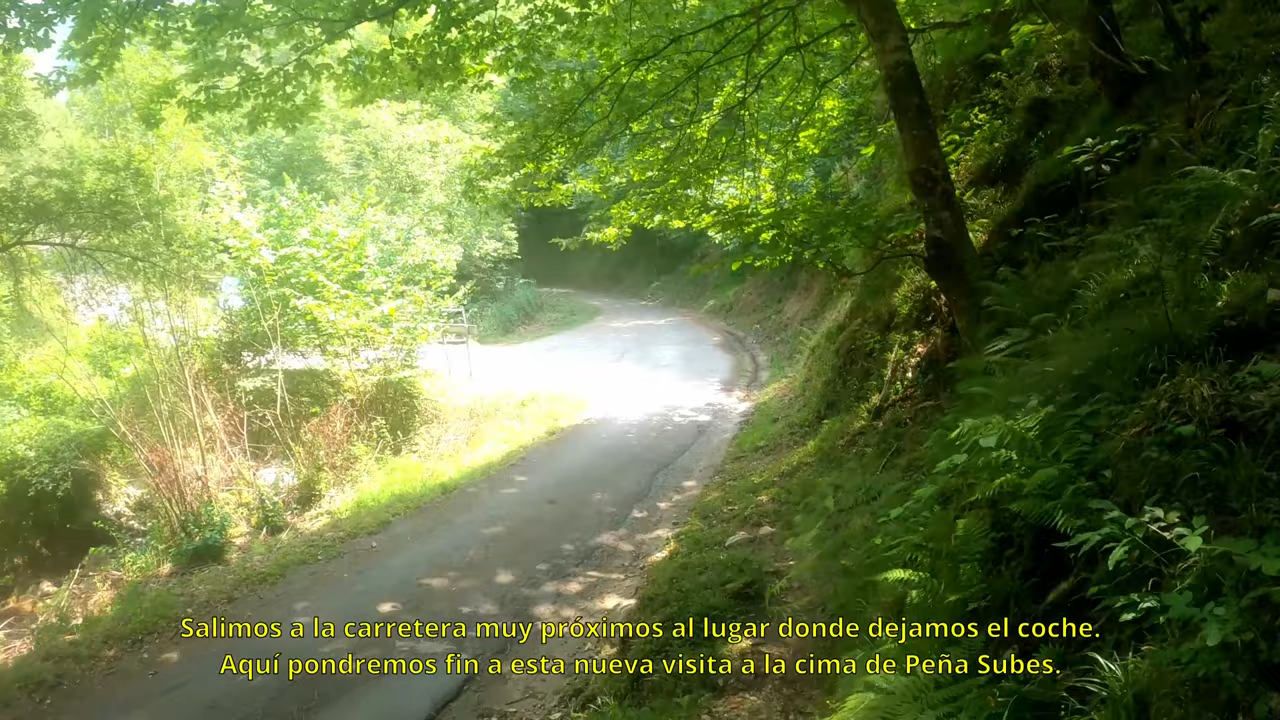 Salimos a la carretera muy próximos al lugar donde dejamos el coche.
Aquí pondremos fin a esta nueva visita a la cima de Peña Subes.